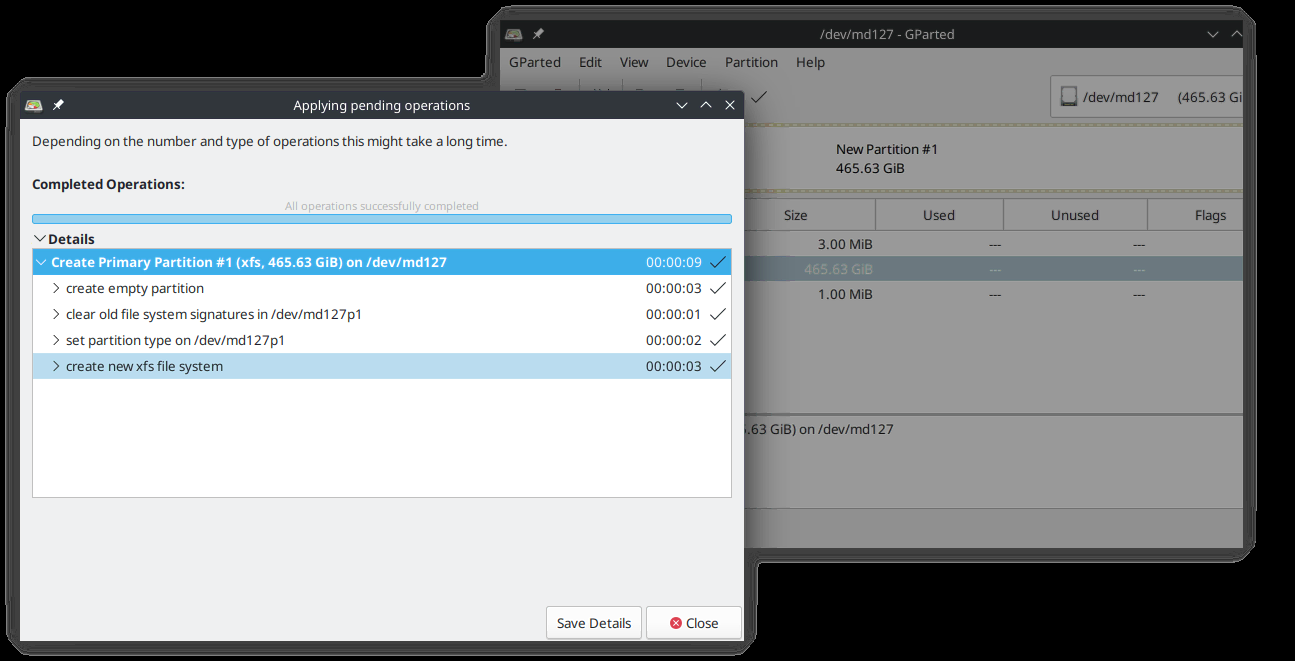 /dev/md127 - GParted
GParted Edit View Device Partition Help
/dev/md127 (465.63 Gi
New Partition #1
465.63 GiB
Size Used Unused Flags
3.00 MiB --- ---
465.63 GiB --- ---
1.00 MiB --- ---
.63 GiB) on /dev/md127
Applying pending operations
Depending on the number and type of operations this might take a long time.
Completed Operations:
All operations successfully completed
Details
Create Primary Partition #1 (xfs, 465.63 GiB) on /dev/md127 00:00:09
create empty partition 00:00:03
clear old file system signatures in /dev/md127p1 00:00:01
set partition type on /dev/md127p1 00:00:02
create new xfs file system 00:00:03
Save Details Close